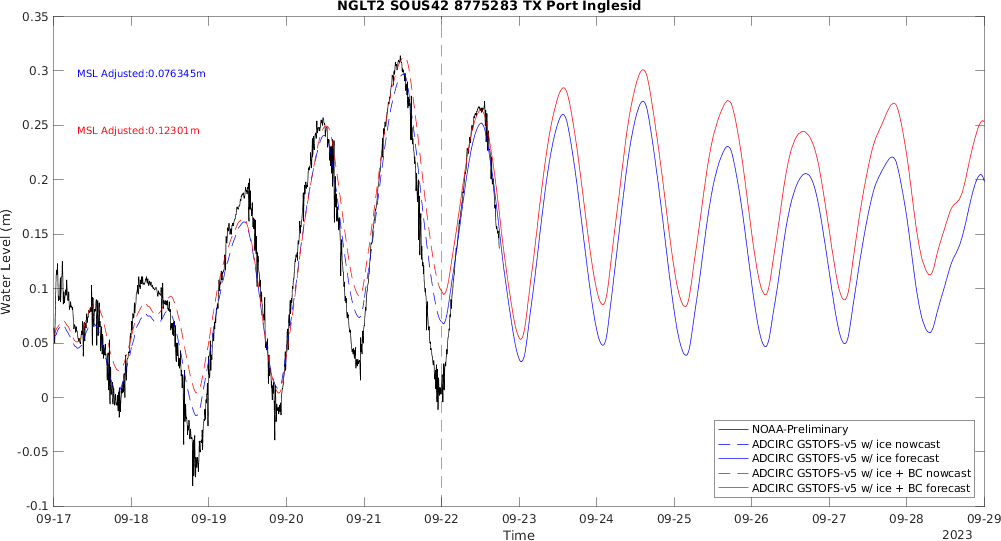 NGLT2 SOUS42 8775283 TX Port Inglesid
0.35
0.3
0.25
0.2
0.15
0.1
0.05
0
-0.05
-0.1
Water Level (m)
MSL Adjusted:0.076345m
MSL Adjusted:0.12301m
NOAA-Preliminary
ADCIRC GSTOFS-v5 w/ ice nowcast
ADCIRC GSTOFS-v5 w/ ice forecast
ADCIRC GSTOFS-v5 w/ ice + BC nowcast
ADCIRC GSTOFS-v5 w/ ice + BC forecast
09-17 09-18 09-19 09-20 09-21 09-22 09-23 09-24 09-25 09-26 09-27 09-28 09-29
Time
2023